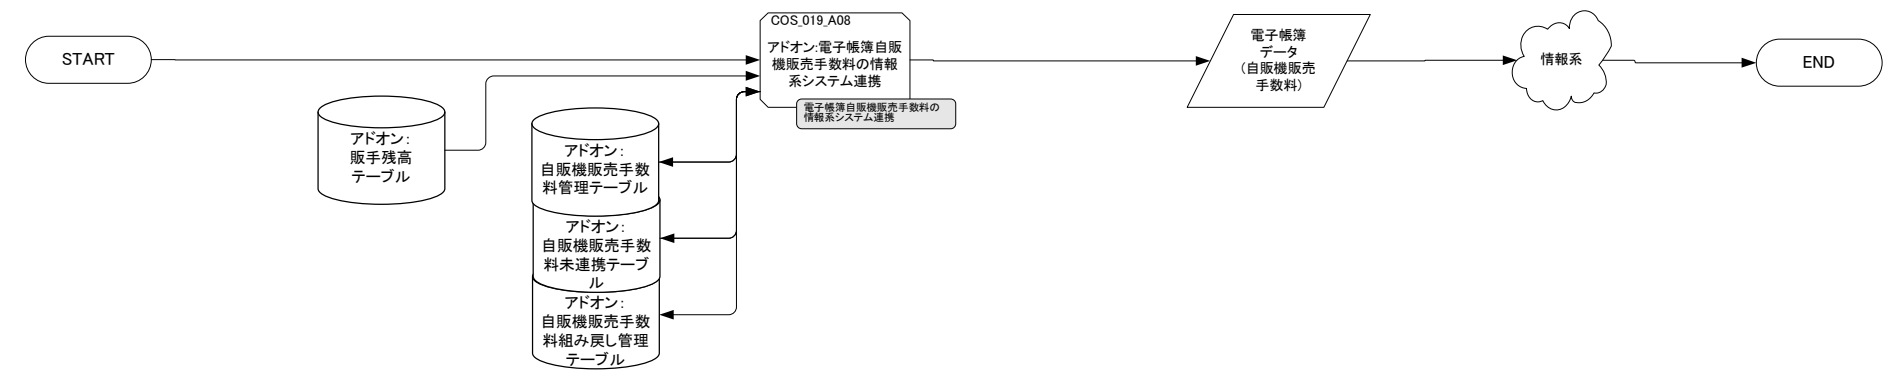 START
COS_019_A08
アドオン:電子帳簿自販
機販売手数料の情報
系システム連携
電子帳簿自販機販売手数料の
情報系システム連携
電子帳簿
データ
（自販機販売
手数料）
情報系
END
アドオン：
販手残高
テーブル
アドオン：
自販機販売手数
料管理テーブル
アドオン：
自販機販売手数
料未連携テーブ
ル
アドオン：
自販機販売手数
料組み戻し管理
テーブル